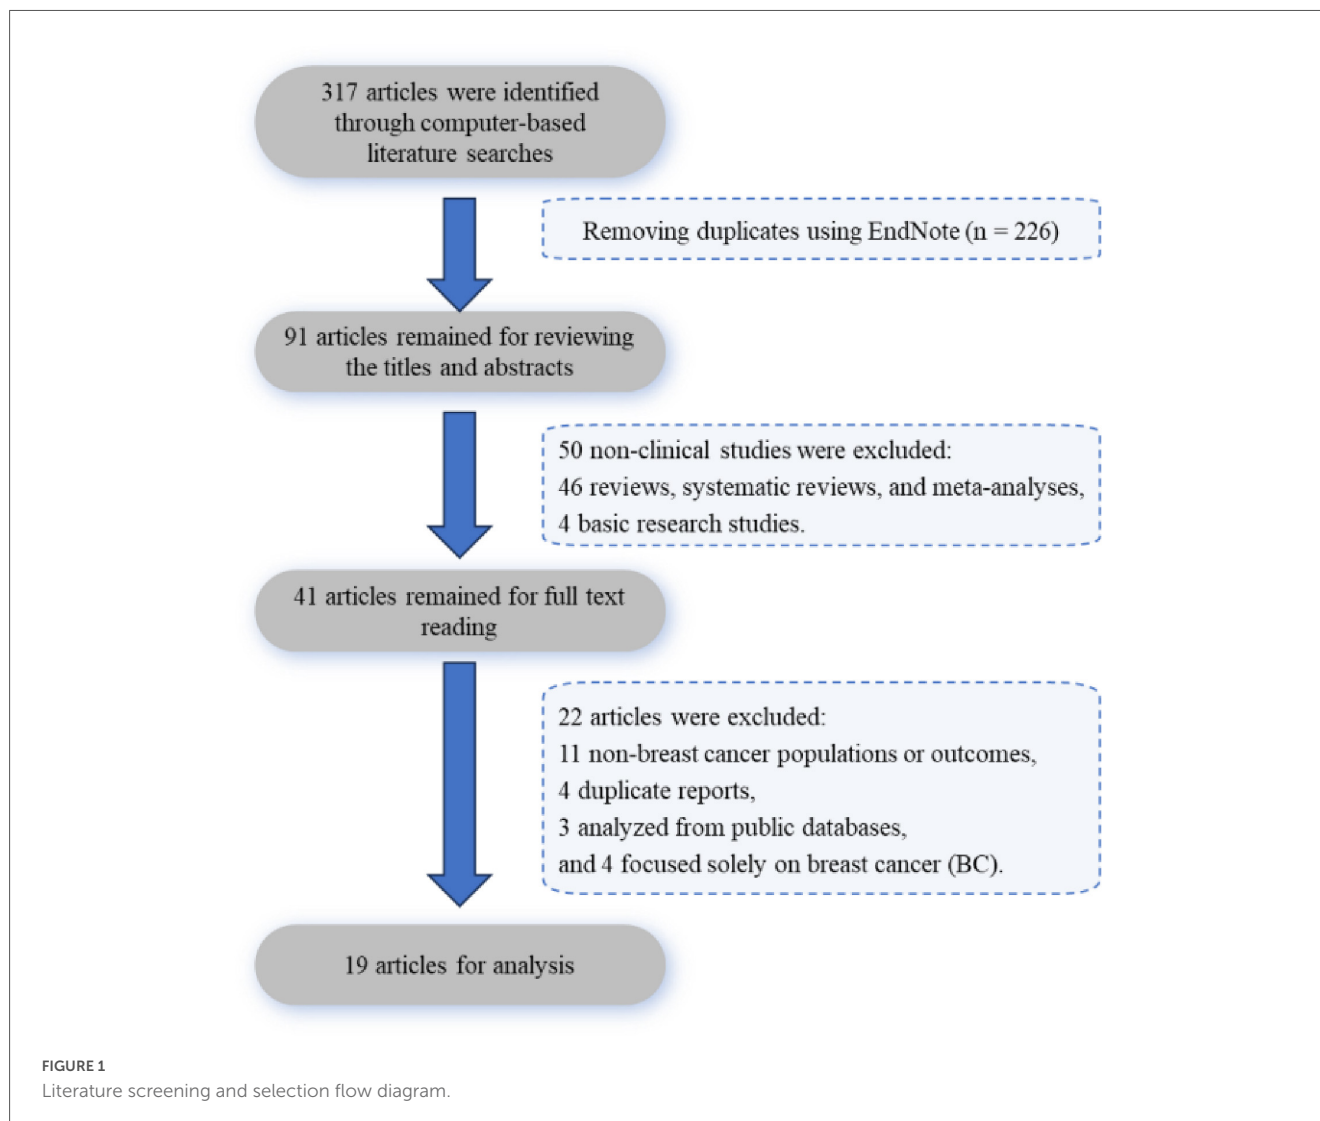 317 articles were identified
through computer-based
literature searches
Removing duplicates using EndNote (n = 226)
91 articles remained for reviewing
the titles and abstracts
50 non-clinical studies were excluded:
46 reviews, systematic reviews, and meta-analyses,
4 basic research studies.
41 articles remained for full text
reading
22 articles were excluded:
11 non-breast cancer populations or outcomes,
4 duplicate reports,
3 analyzed from public databases,
and 4 focused solely on breast cancer (BC).
19 articles for analysis
FIGURE 1
Literature screening and selection flow diagram.